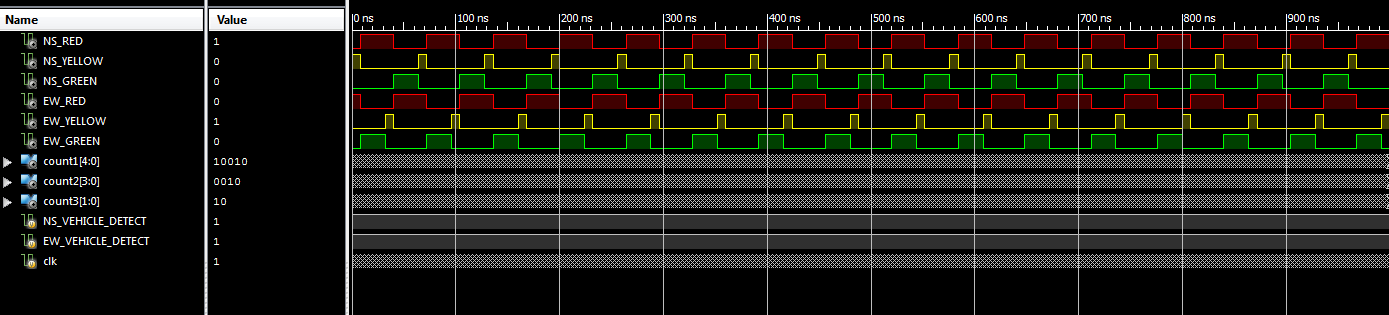 Name Value 0 ns 100 ns 200 ns 300 ns 400 ns 500 ns 600 ns 700 ns 800 ns 900 ns
NS_RED 1
NS_YELLOW 0
NS_GREEN 0
EW_RED 0
EW_YELLOW 1
EW_GREEN 0
count1[4:0] 10010
count2[3:0] 0010
count3[1:0] 10
NS_VEHICLE_DETECT 1
EW_VEHICLE_DETECT 1
clk 1